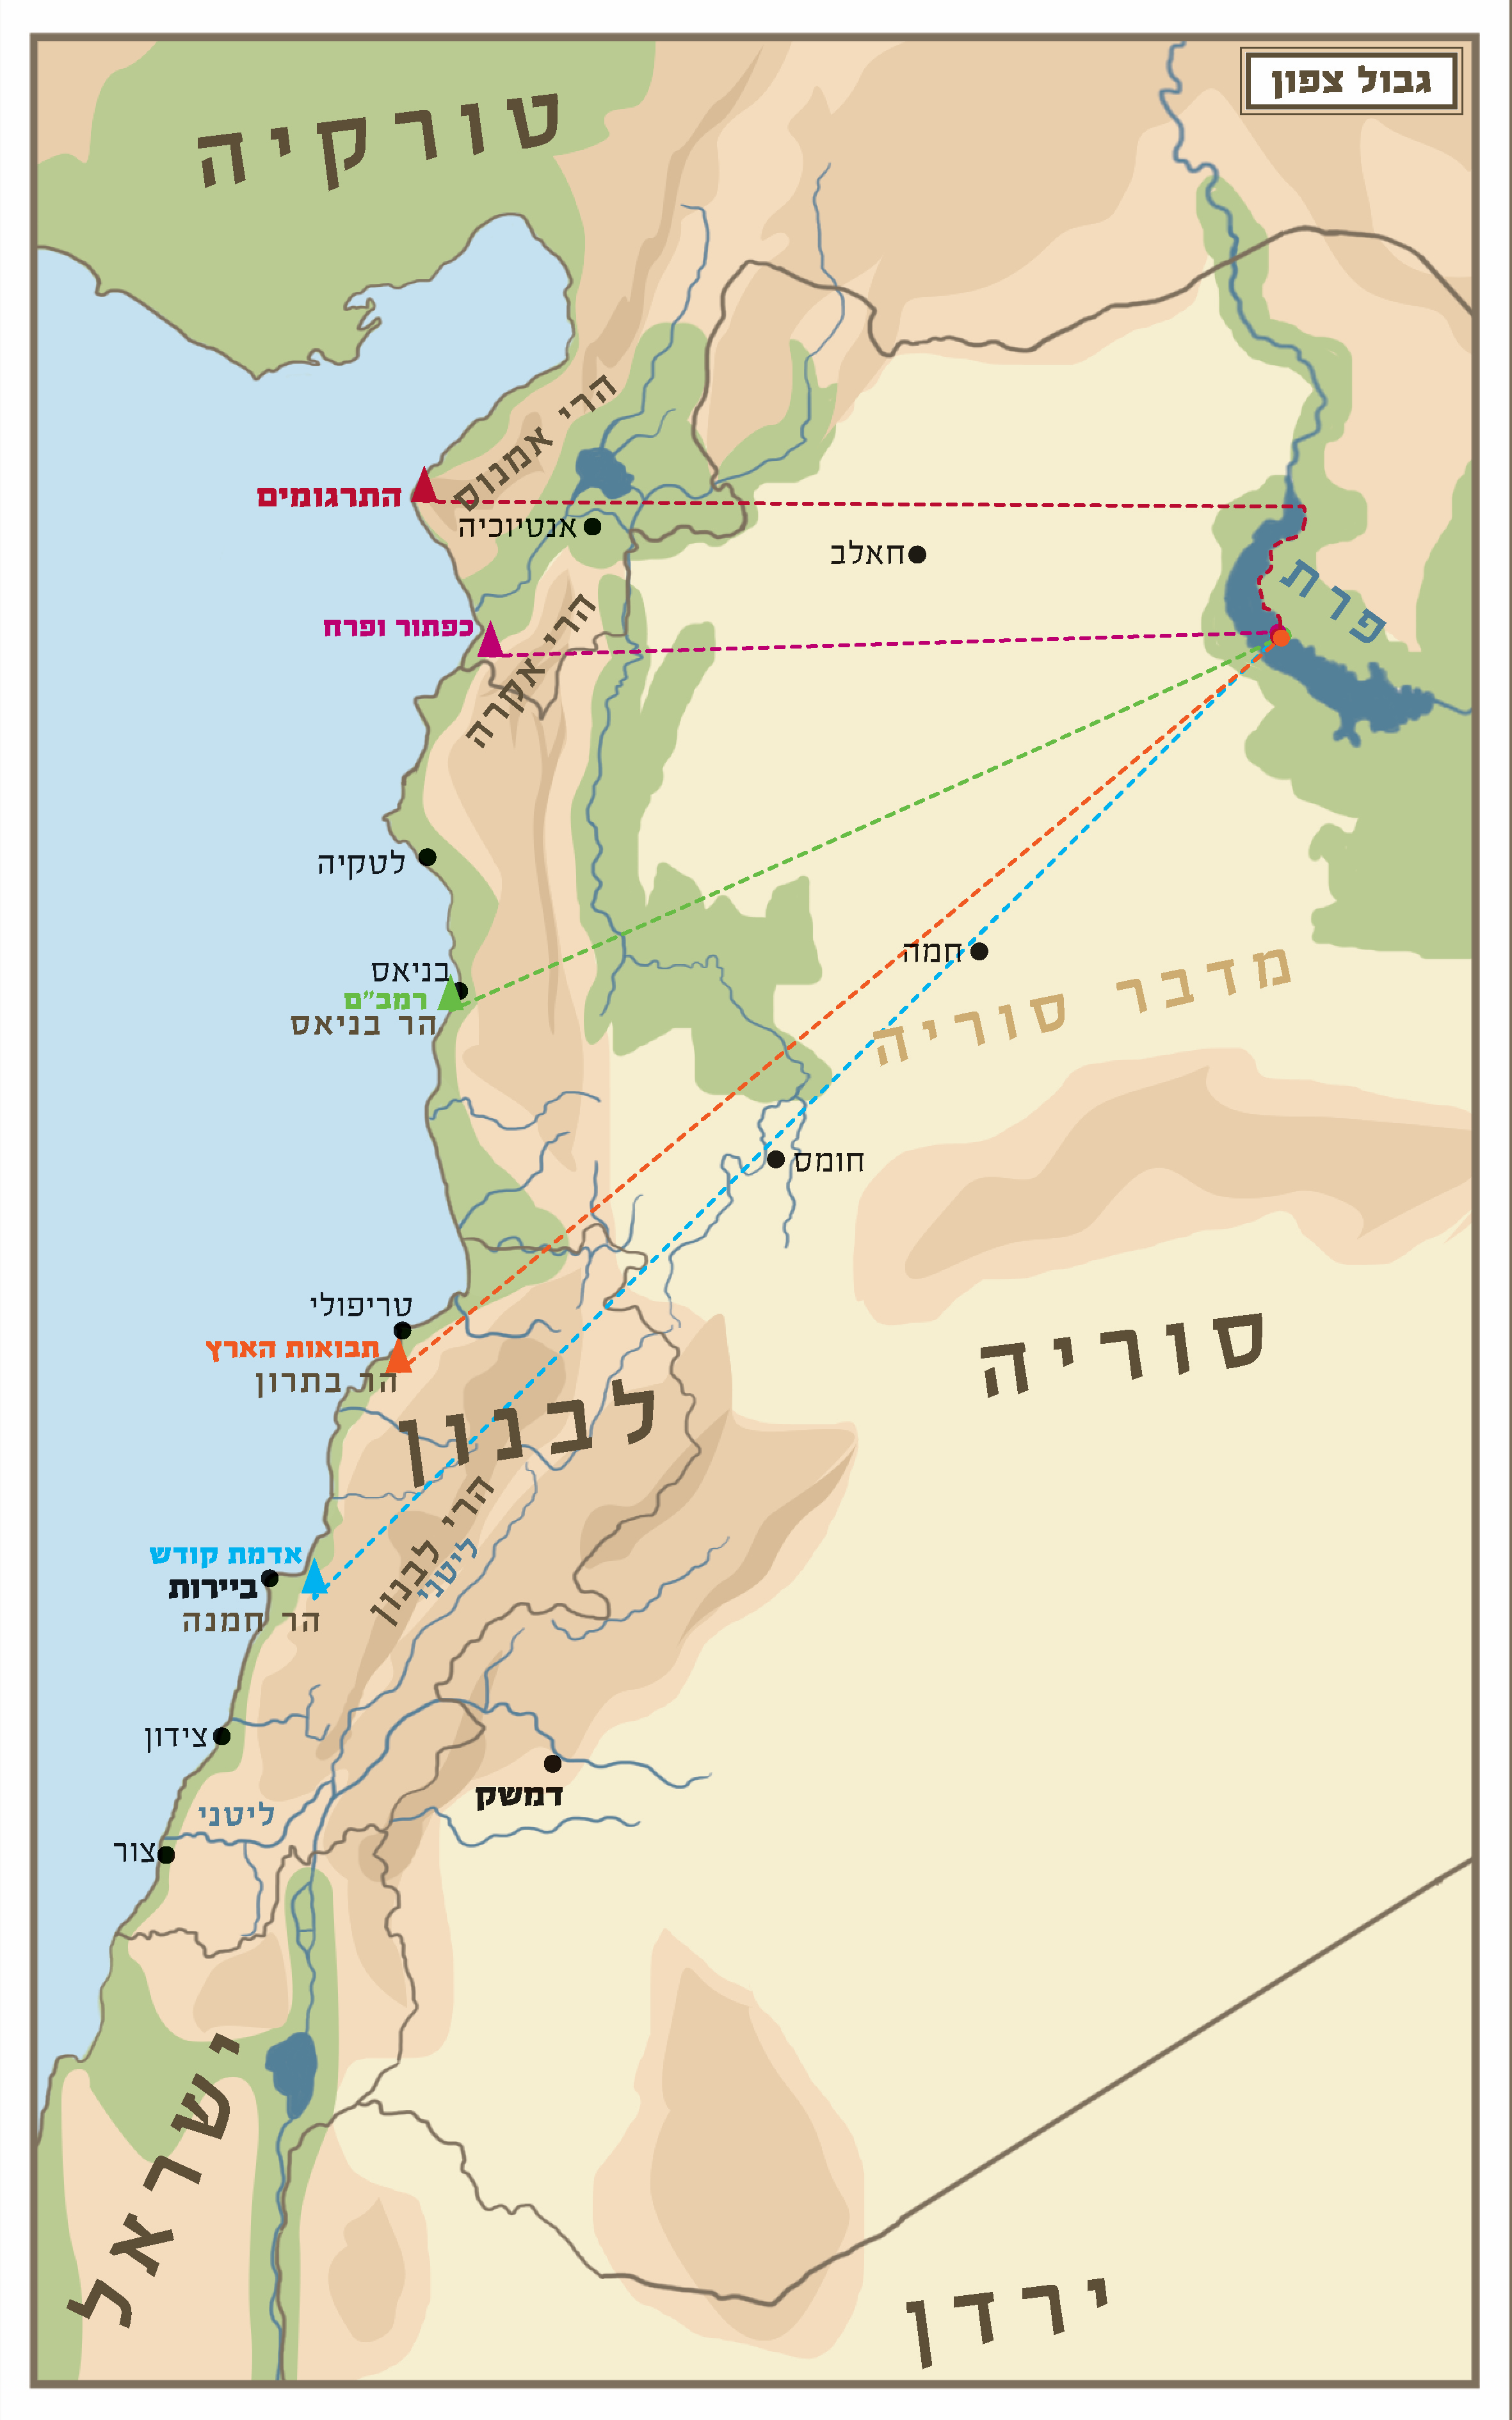 גבול צפון
טורקיה
הרי אמנוס
התרגומים
אנטיוכיה
חאלב
פרת
כפתור ופרח
הרי אקרה
לטקיה
בניאס
רמב״ם
הר בניאס
חמה
מדבר סוריה
חומס
טריפולי
תבואות הארץ
הר בתרון
סוריה
לבנון
הרי לבנון
ליטני
אדמת קודש
ביירות
הר חמנה
צידון
דמשק
ליטני
צור
ישראל
ירדן